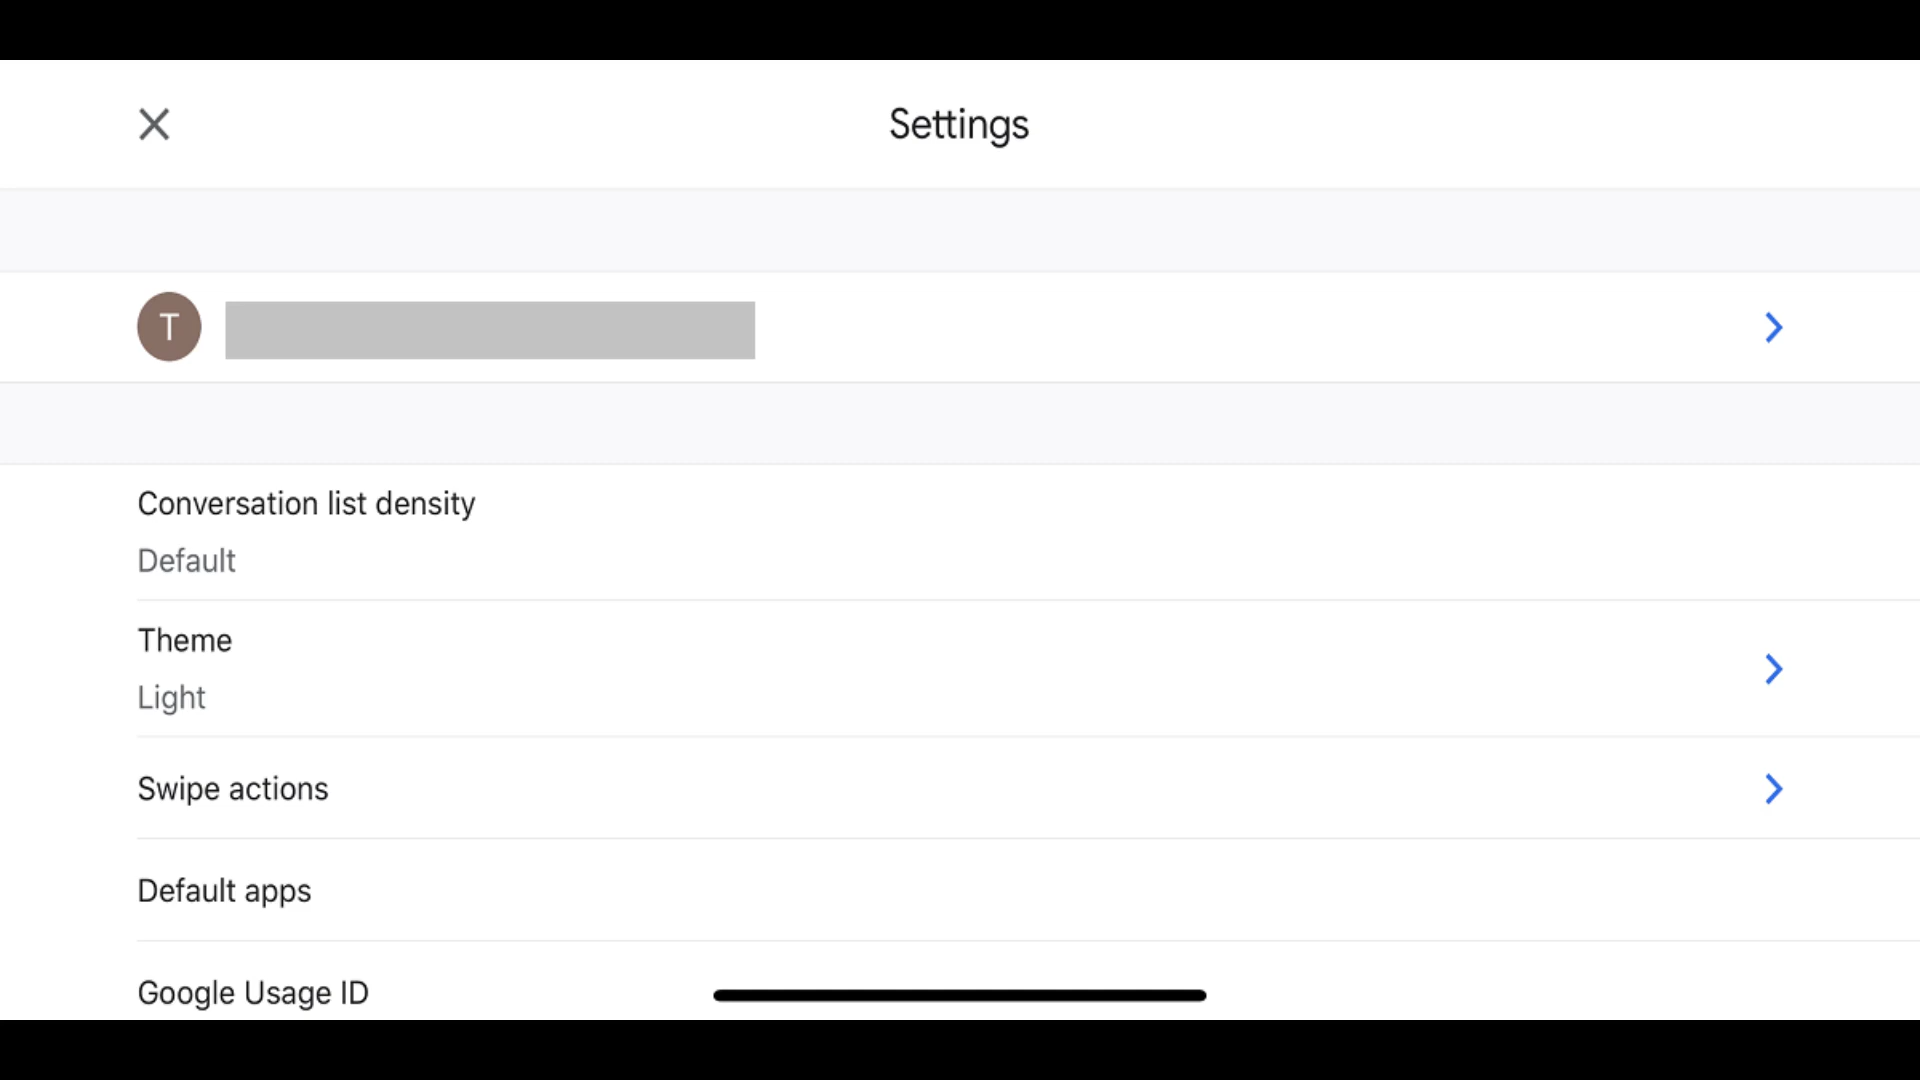 Settings
T
Conversation list density
Default
Theme
Light
Swipe actions
Default apps
Google Usage ID